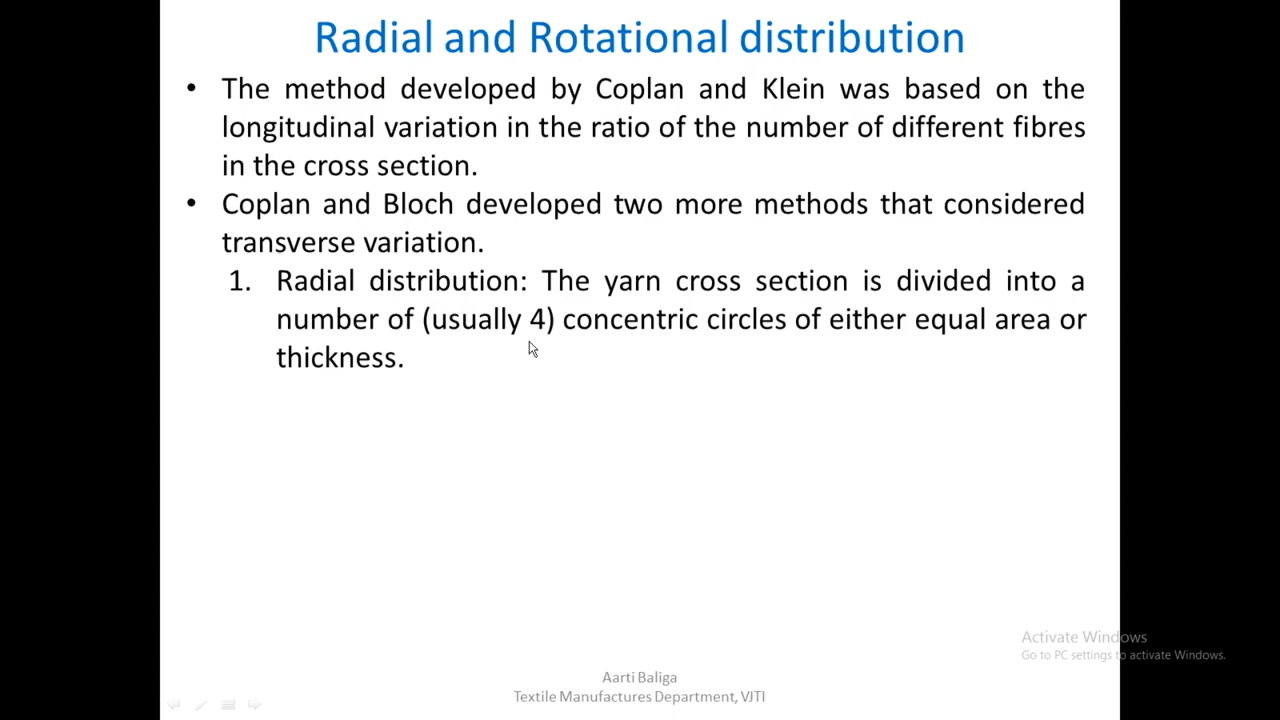 Radial and Rotational distribution
• The method developed by Coplan and Klein was based on the
longitudinal variation in the ratio of the number of different fibres
in the cross section.
• Coplan and Bloch developed two more methods that considered
transverse variation.
1. Radial distribution: The yarn cross section is divided into a
number of (usually 4) concentric circles of either equal area or
thickness.
Activate Windows
Go to PC settings to activate Windows.
Aarti Baliga
Textile Manufactures Department, VJTI